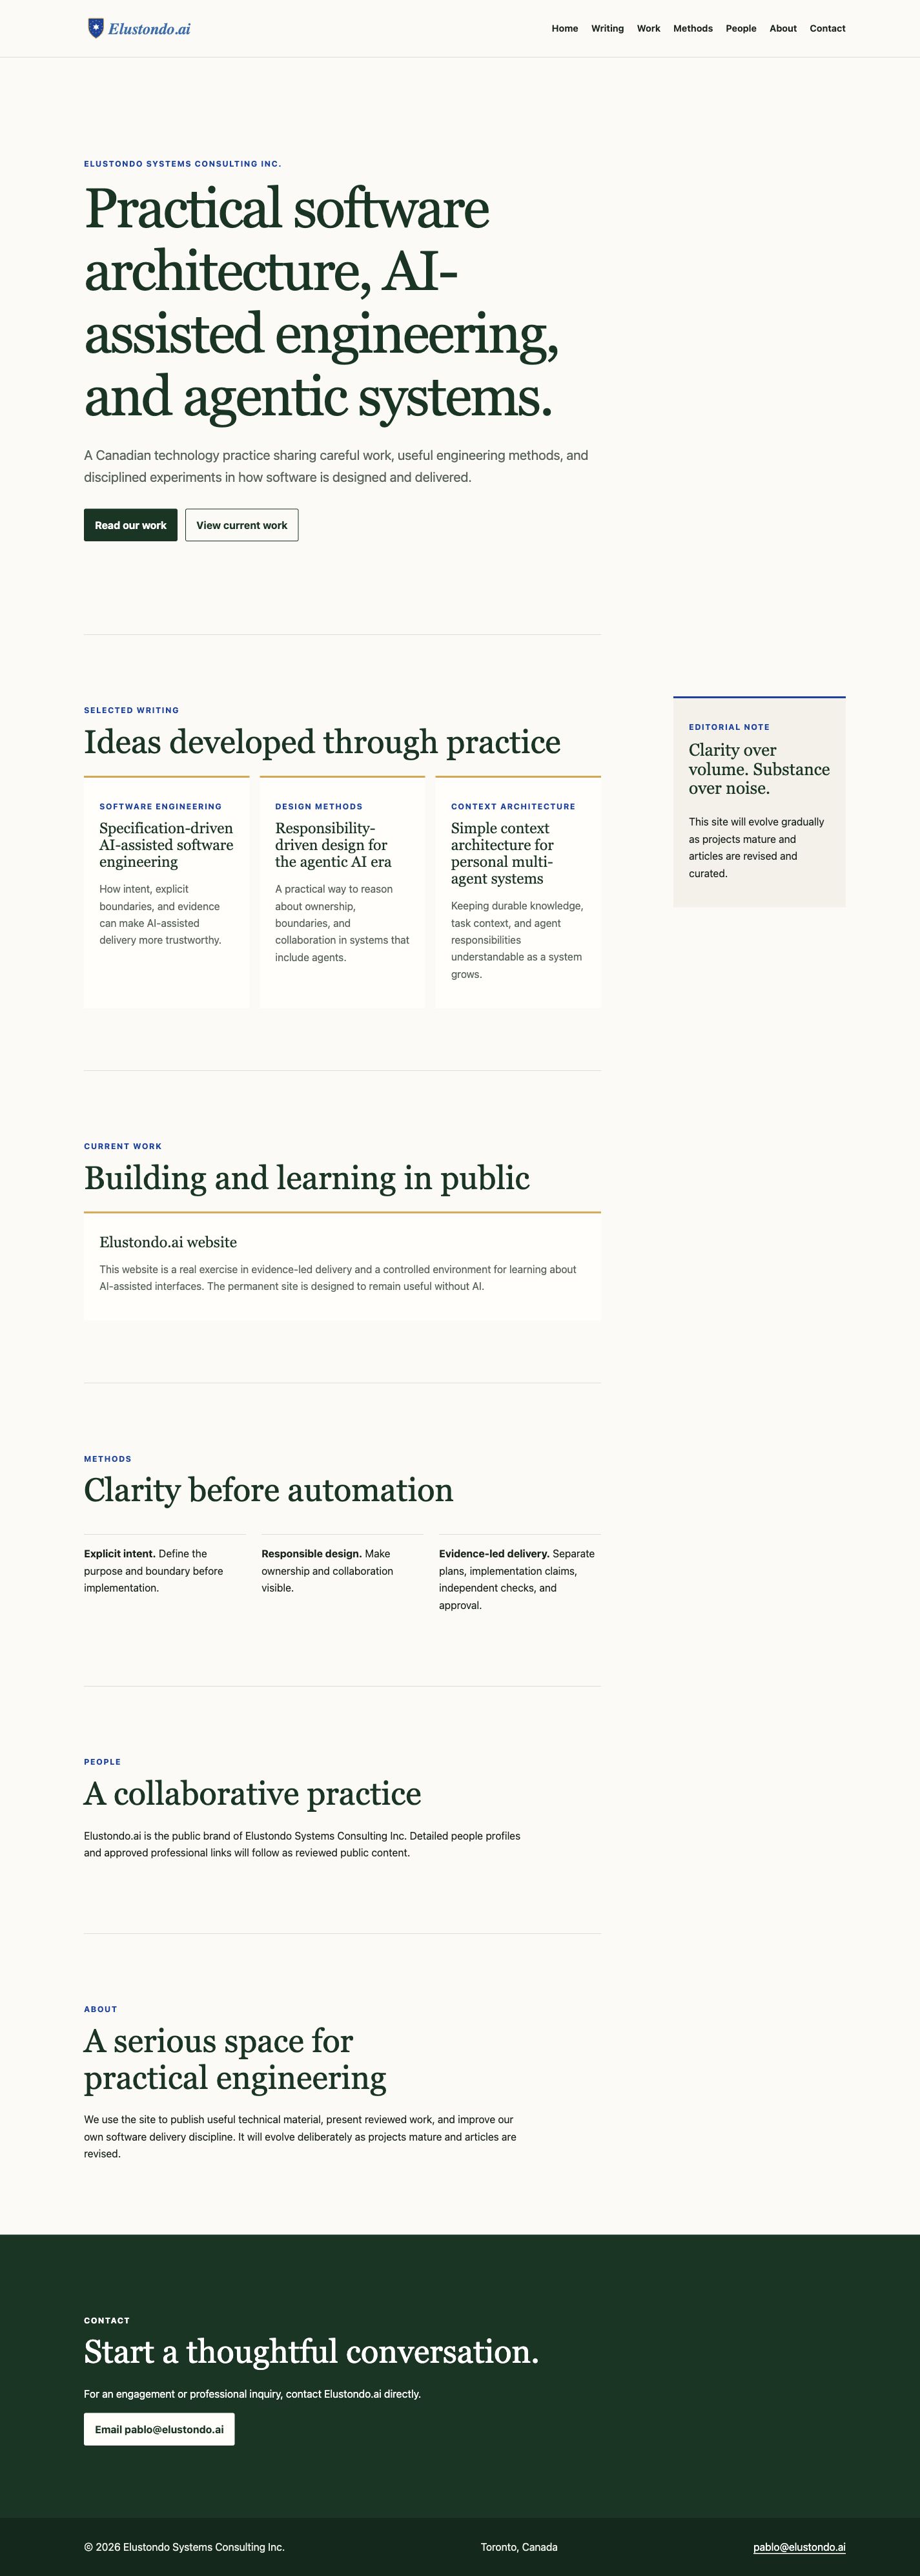 Elustondo.ai
Home Writing Work Methods People About Contact
ELUSTONDO SYSTEMS CONSULTING INC.
Practical software
architecture, AI-
assisted engineering,
and agentic systems.
A Canadian technology practice sharing careful work, useful engineering methods, and
disciplined experiments in how software is designed and delivered.
Read our work
View current work
SELECTED WRITING
Ideas developed through practice
SOFTWARE ENGINEERING
Specification-driven
AI-assisted software
engineering
How intent, explicit
boundaries, and evidence
can make AI-assisted
delivery more trustworthy.
DESIGN METHODS
Responsibility-
driven design for
the agentic AI era
A practical way to reason
about ownership,
boundaries, and
collaboration in systems that
include agents.
CONTEXT ARCHITECTURE
Simple context
architecture for
personal multi-
agent systems
Keeping durable knowledge,
task context, and agent
responsibilities
understandable as a system
grows.
EDITORIAL NOTE
Clarity over
volume. Substance
over noise.
This site will evolve gradually
as projects mature and
articles are revised and
curated.
CURRENT WORK
Building and learning in public
Elustondo.ai website
This website is a real exercise in evidence-led delivery and a controlled environment for learning about
AI-assisted interfaces. The permanent site is designed to remain useful without AI.
METHODS
Clarity before automation
Explicit intent. Define the
purpose and boundary before
implementation.
Responsible design. Make
ownership and collaboration
visible.
Evidence-led delivery. Separate
plans, implementation claims,
independent checks, and
approval.
PEOPLE
A collaborative practice
Elustondo.ai is the public brand of Elustondo Systems Consulting Inc. Detailed people profiles
and approved professional links will follow as reviewed public content.
ABOUT
A serious space for
practical engineering
We use the site to publish useful technical material, present reviewed work, and improve our
own software delivery discipline. It will evolve deliberately as projects mature and articles are
revised.
CONTACT
Start a thoughtful conversation.
For an engagement or professional inquiry, contact Elustondo.ai directly.
Email pablo@elustondo.ai
© 2026 Elustondo Systems Consulting Inc.
Toronto, Canada
pablo@elustondo.ai